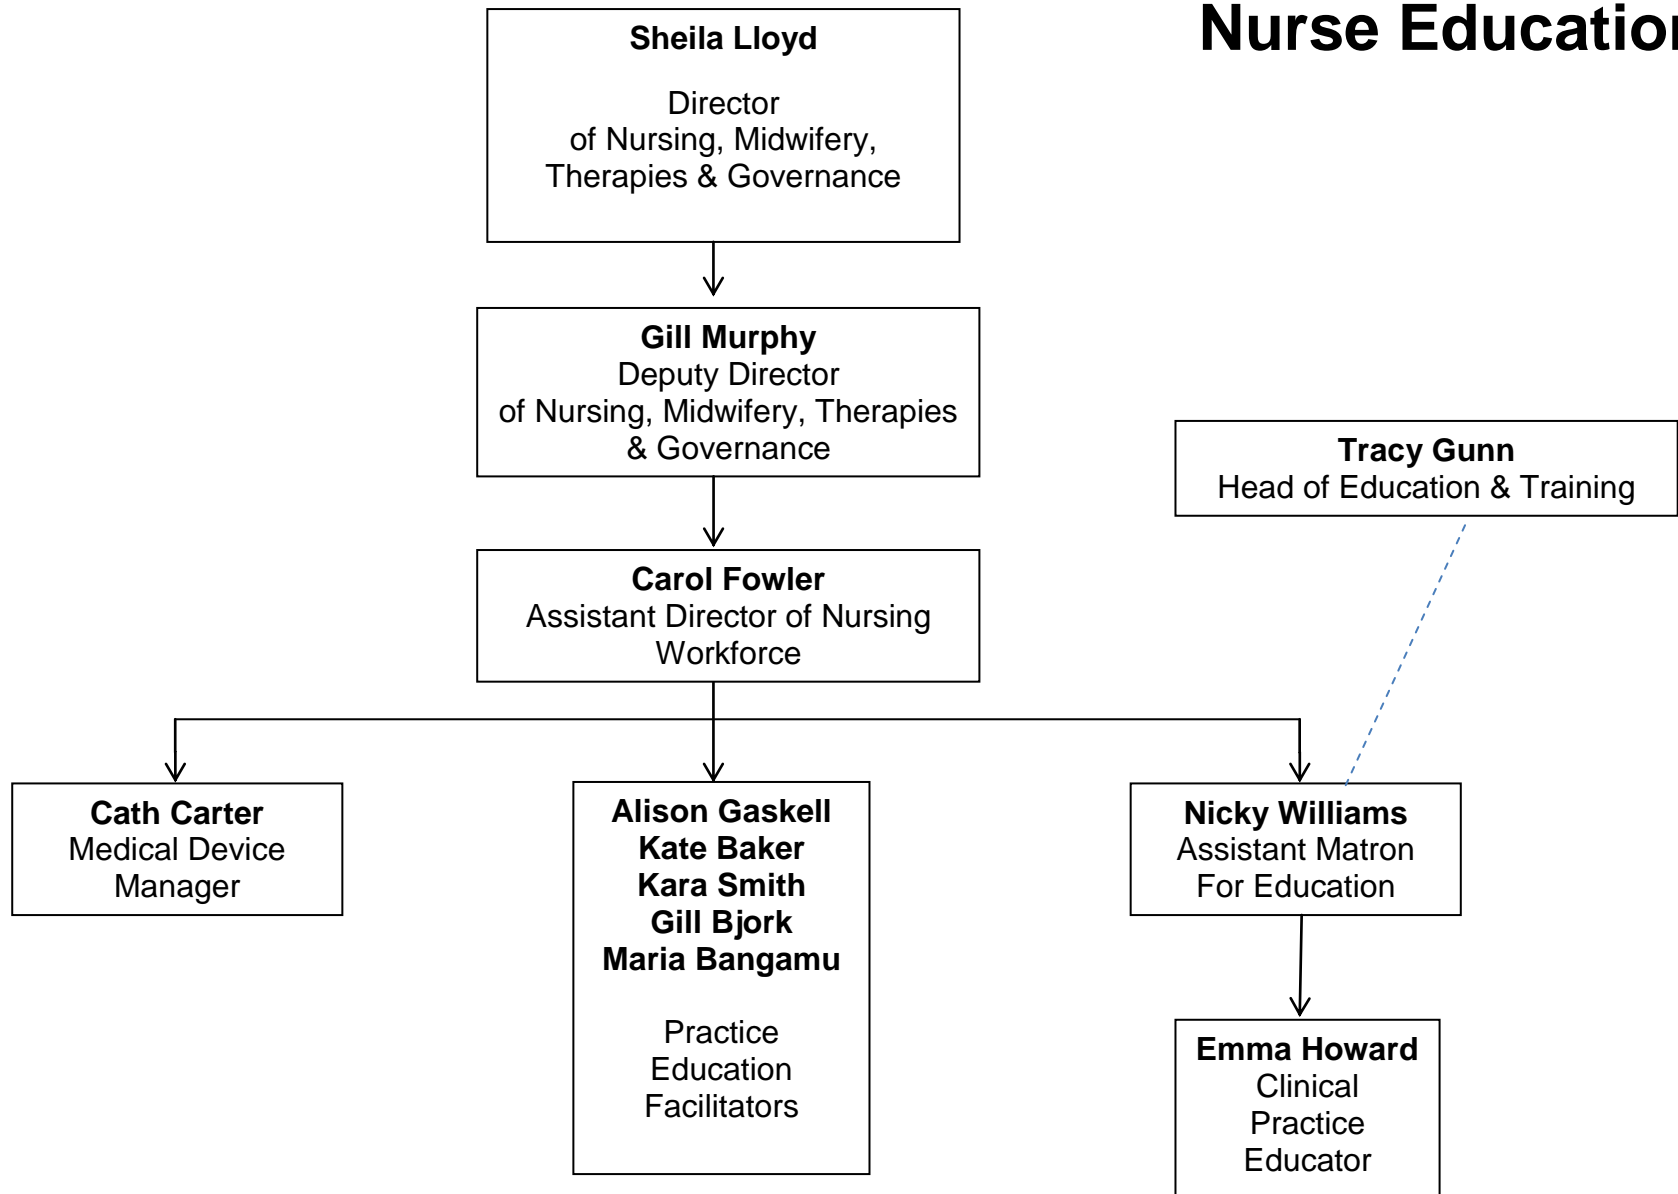 Nurse Education
Sheila Lloyd
Director
of Nursing, Midwifery,
Therapies & Governance
Gill Murphy
Deputy Director
of Nursing, Midwifery, Therapies
& Governance
Tracy Gunn
Head of Education & Training
Carol Fowler
Assistant Director of Nursing
Workforce
Cath Carter
Medical Device
Manager
Alison Gaskell
Kate Baker
Kara Smith
Gill Bjork
Maria Bangamu
Practice
Education
Facilitators
Nicky Williams
Assistant Matron
For Education
Emma Howard
Clinical
Practice
Educator